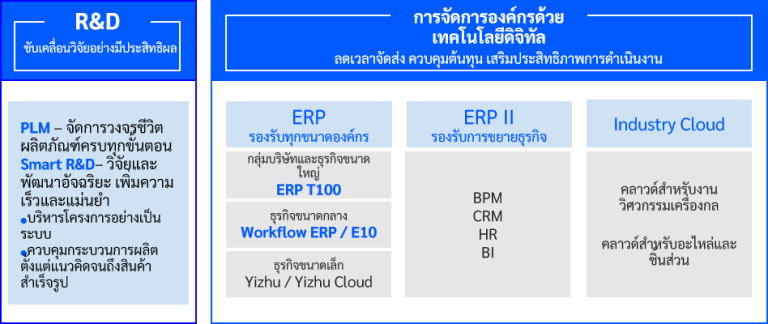 R&D
ขับเคลื่อนวิจัยอย่างมีประสิทธิผล
PLM – จัดการวงจรชีวิต
ผลิตภัณฑ์ครบทุกขั้นตอน
Smart R&D– วิจัยและ
พัฒนาอัจฉริยะ เพิ่มความ
เร็วและแม่นยำ
●บริหารโครงการอย่างเป็น
ระบบ
●ควบคุมกระบวนการผลิต
ตั้งแต่แนวคิดจนถึงสินค้า
สำเร็จรูป
การจัดการองค์กรด้วย
เทคโนโลยีดิจิทัล
ลดเวลาจัดส่ง ควบคุมต้นทุน เสริมประสิทธิภาพการดำเนินงาน
ERP
รองรับทุกขนาดองค์กร
กลุ่มบริษัทและธุรกิจขนาด
ใหญ่
ERP T100
ธุรกิจขนาดกลาง
Workflow ERP / E10
ธุรกิจขนาดเล็ก
Yizhu / Yizhu Cloud
ERP II
รองรับการขยายธุรกิจ
BPM
CRM
HR
BI
Industry Cloud
คลาวด์สำหรับงาน
วิศวกรรมเครื่องกล
คลาวด์สำหรับอะไหล่และ
ชิ้นส่วน